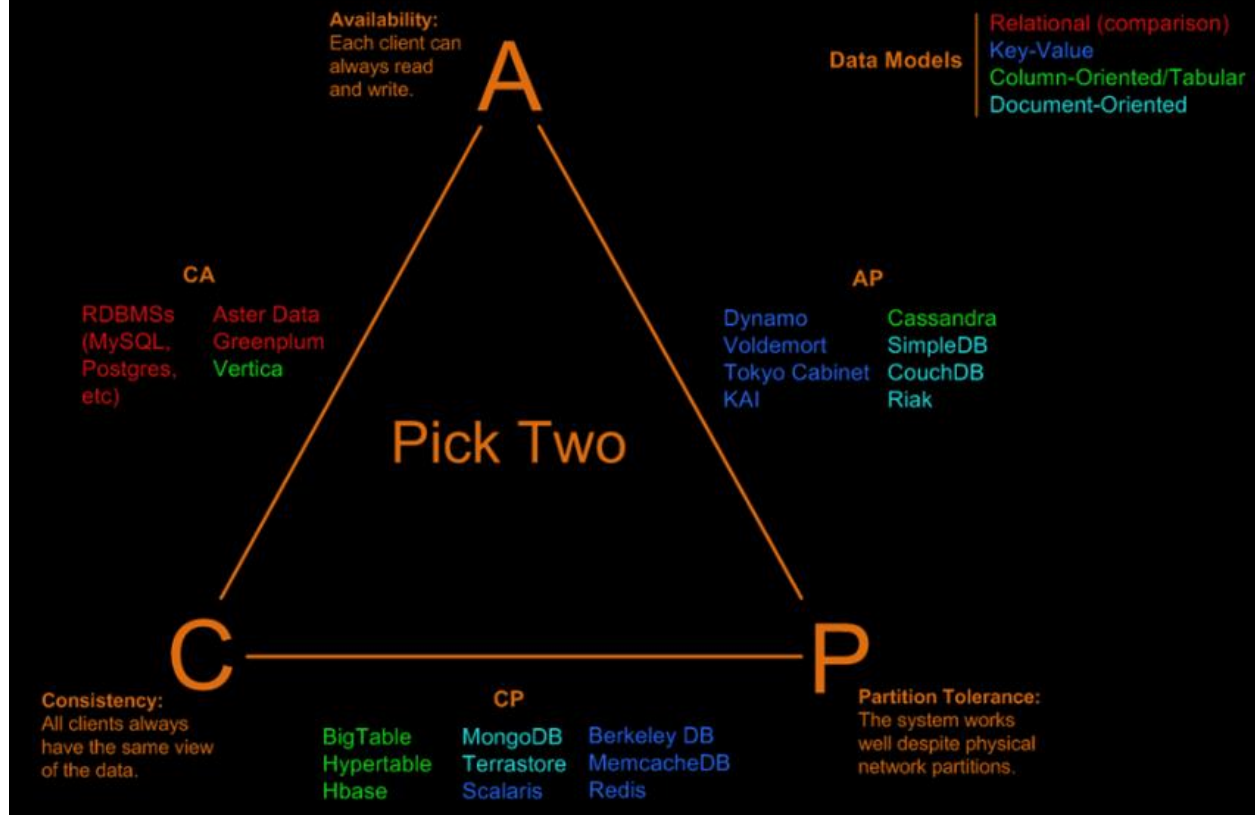 Availability:
Each client can
always read
and write.
A
Data Models
Relational (comparison)
Key-Value
Column-Oriented/Tabular
Document-Oriented
CA
RDBMSs
(MySQL,
Postgres,
etc)
Aster Data
Greenplum
Vertica
AP
Dynamo
Voldemort
Tokyo Cabinet
KAI
Cassandra
SimpleDB
CouchDB
Riak
Pick Two
C
Consistency:
All clients always
have the same view
of the data.
CP
BigTable
Hypertable
Hbase
MongoDB
Terrastore
Scalaris
Berkeley DB
MemcacheDB
Redis
P
Partition Tolerance:
The system works
well despite physical
network partitions.